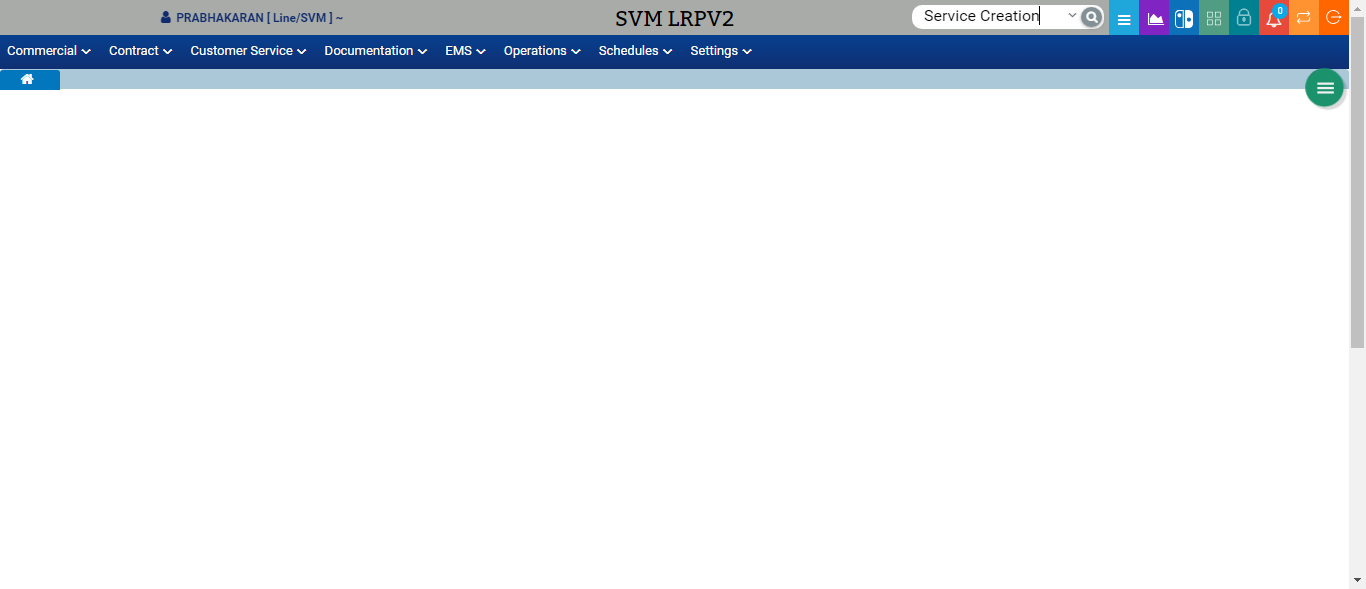 PRABHAKARAN [ Line/SVM ] ~ SVM LRPV2 Service Creation 0
Commercial Contract Customer Service Documentation EMS Operations Schedules Settings